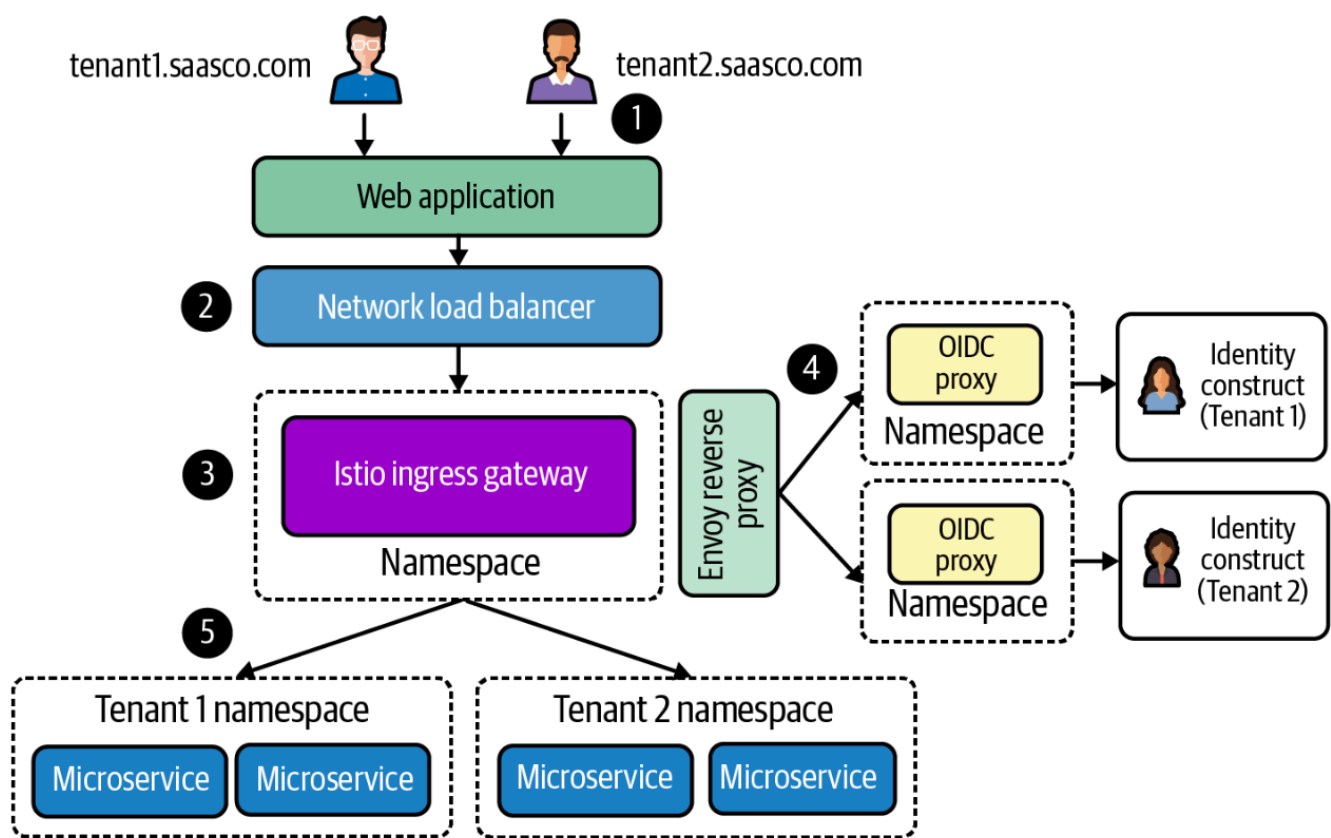 tenant1.saasco.com
tenant2.saasco.com
1
Web application
2
Network load balancer
3
Istio ingress gateway
Namespace
Envoy reverse
proxy
4
OIDC
proxy
Namespace
Identity
construct
(Tenant 1)
OIDC
proxy
Namespace
Identity
construct
(Tenant 2)
5
Tenant 1 namespace
Microservice
Microservice
Tenant 2 namespace
Microservice
Microservice